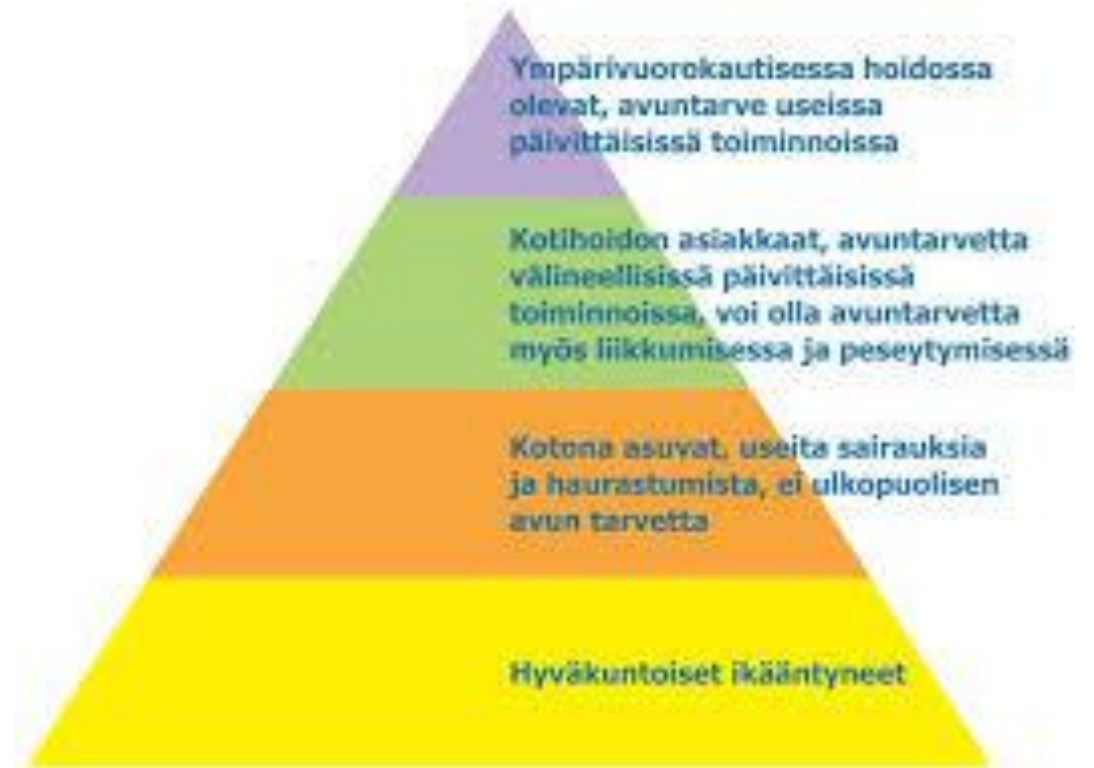 Ympärivuorokautisessa hoidossa
olevat, avuntarve useissa
päivittäisissä toiminnoissa
Kotihoidon asiakkaat, avuntarvetta
välineellisissä päivittäisissä
toiminnoissa, voi olla avuntarvetta
myös liikkumisessa ja peseytymisessä
Kotona asuvat, useita sairauksia
ja haurastumista, ei ulkopuolisen
avun tarvetta
Hyväkuntoiset ikääntyneet